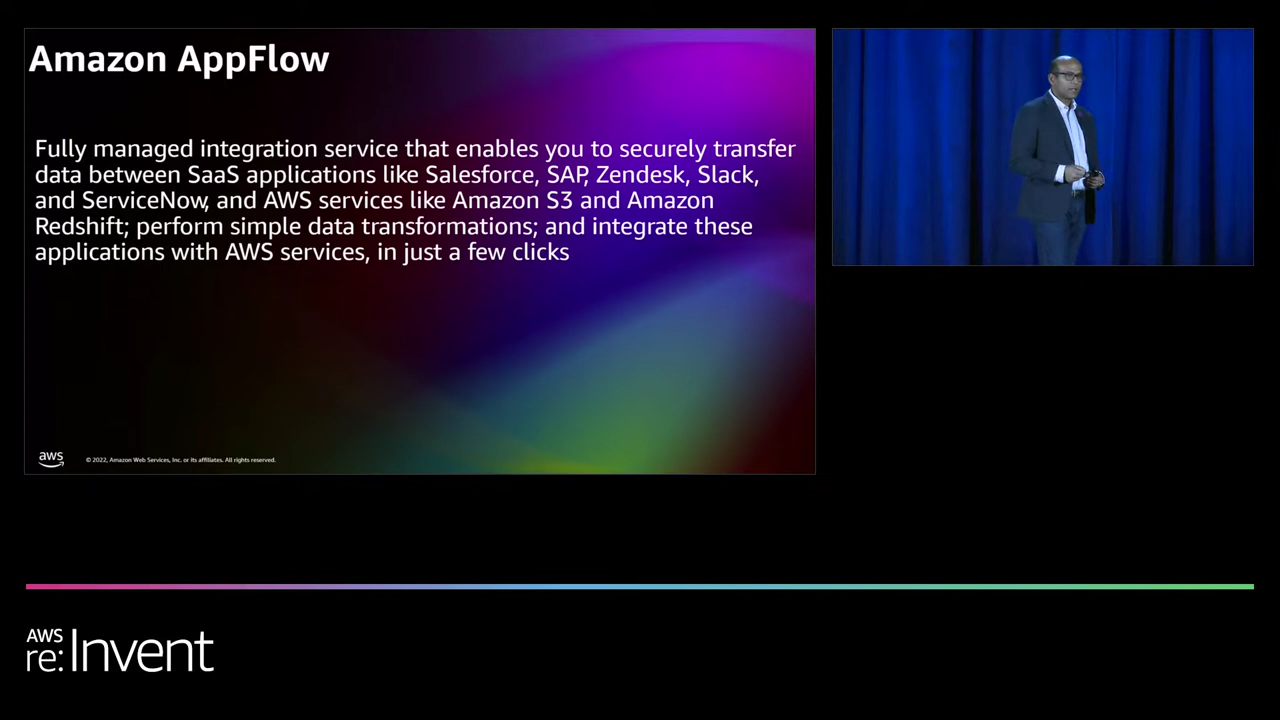 Amazon AppFlow
Fully managed integration service that enables you to securely transfer
data between SaaS applications like Salesforce, SAP, Zendesk, Slack,
and ServiceNow, and AWS services like Amazon S3 and Amazon
Redshift; perform simple data transformations; and integrate these
applications with AWS services, in just a few clicks
aws
© 2022, Amazon Web Services, Inc. or its affiliates. All rights reserved.
AWS
re:Invent